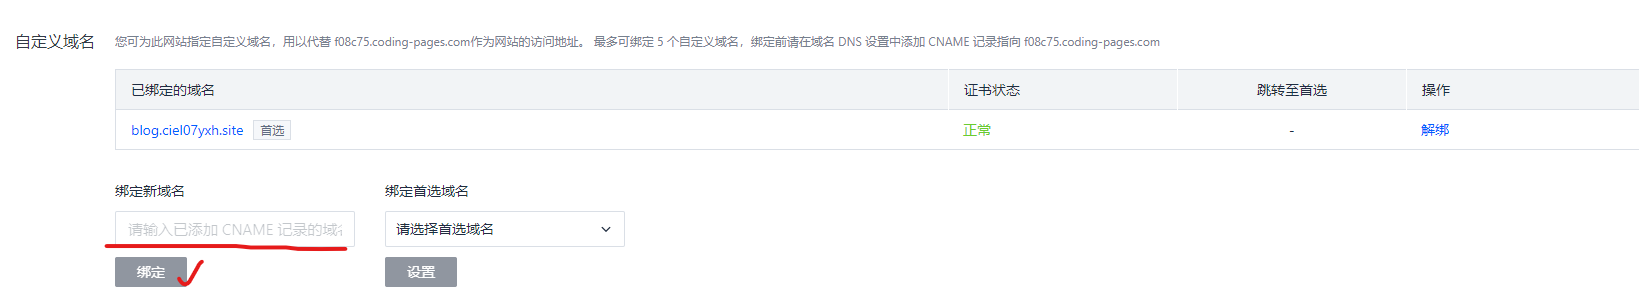 自定义域名 您可为此网站指定自定义域名，用以代替 f08c75.coding-pages.com作为网站的访问地址。 最多可绑定 5 个自定义域名，绑定前请在域名 DNS 设置中添加 CNAME 记录指向 f08c75.coding-pages.com
已绑定的域名 证书状态 跳转至首选 操作
blog.ciel07yxh.site 首选 正常 - 解绑
绑定新域名 绑定首选域名
请输入已添加 CNAME 记录的域名 请选择首选域名
绑定 设置